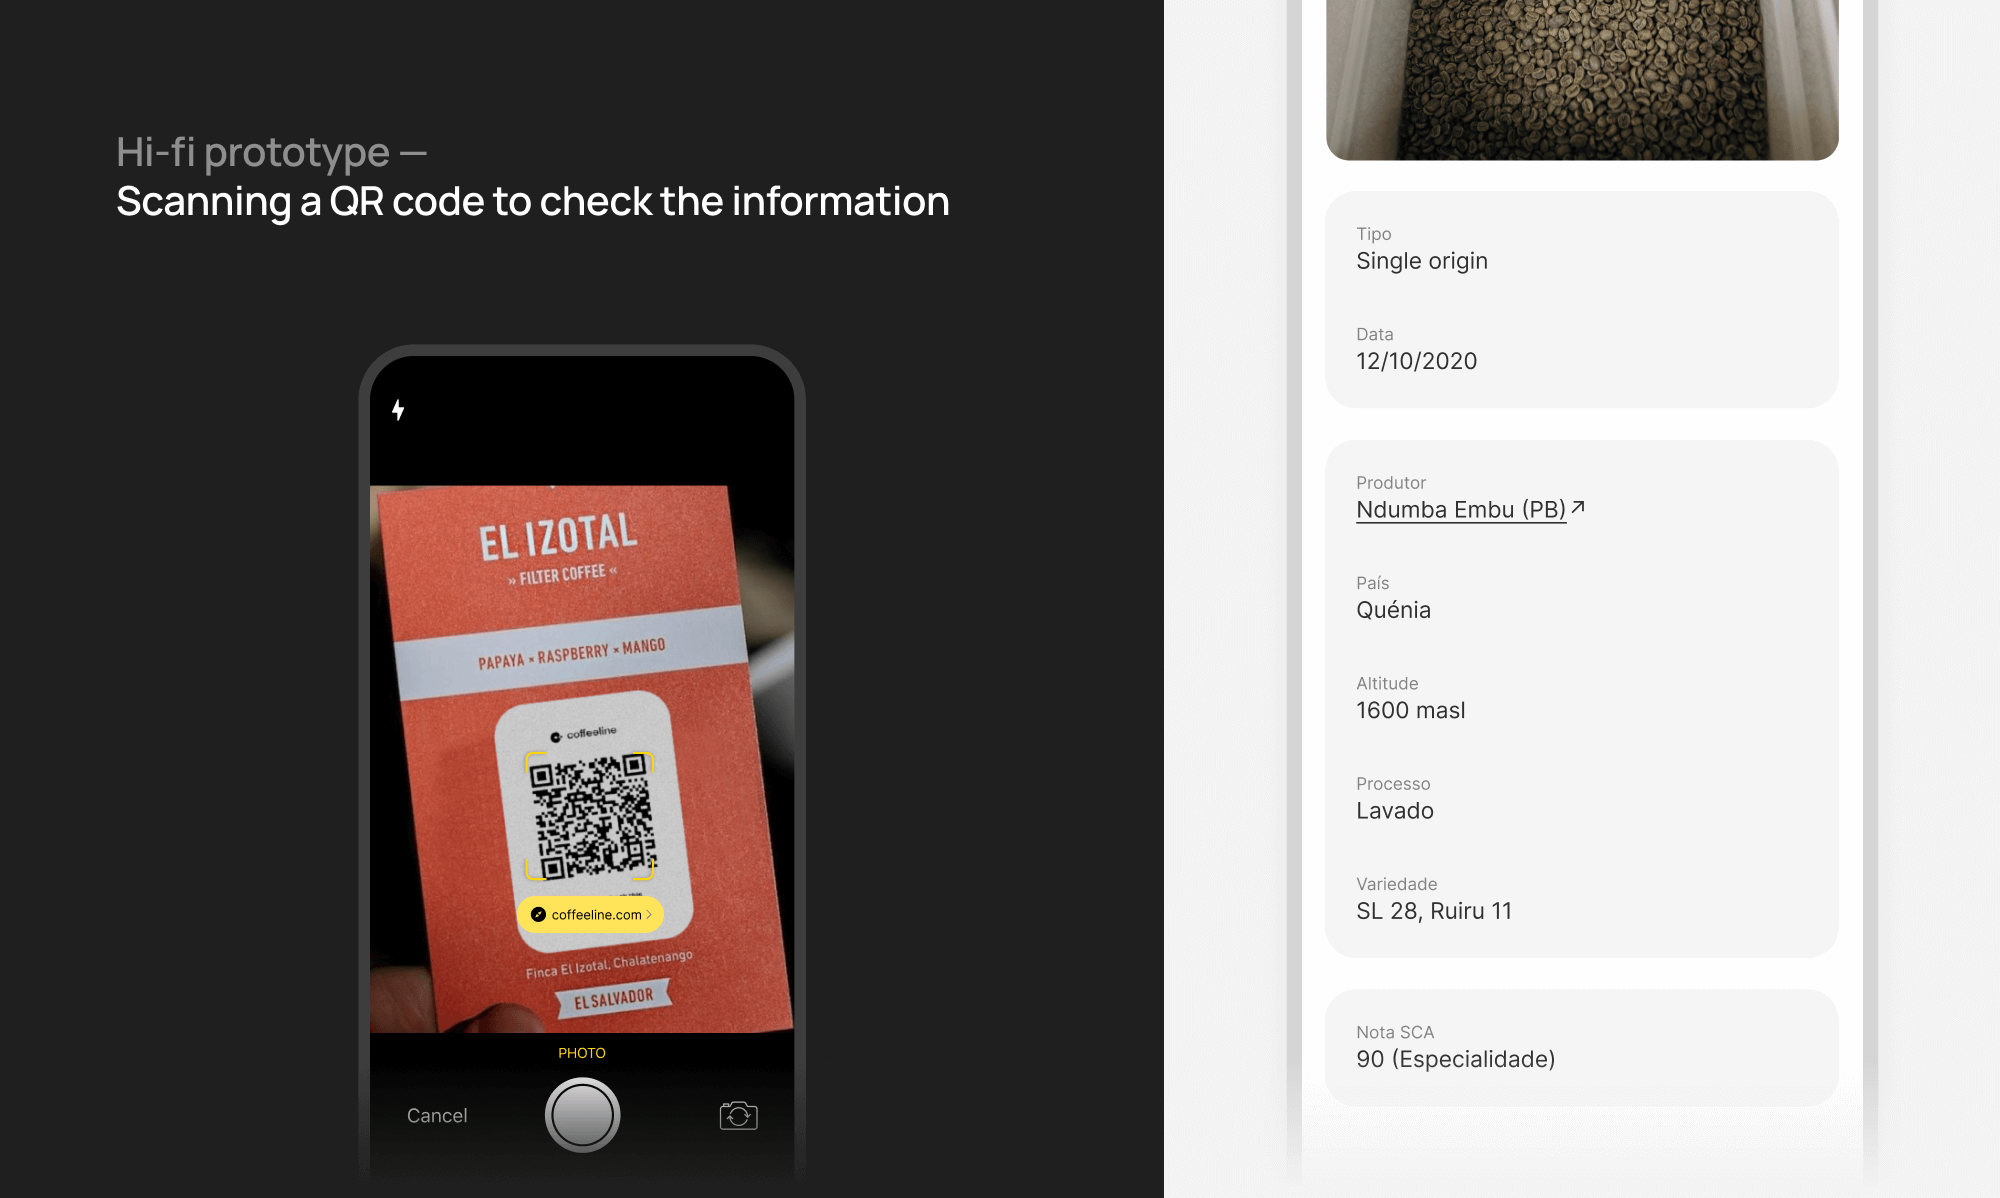 Hi-fi prototype —
Scanning a QR code to check the information
EL IZOTAL
» FILTER COFFEE «
PAPAYA × RASPBERRY × MANGO
coffeeline
coffeeline.com
Finca El Izotal, Chalatenango
EL SALVADOR
PHOTO
Cancel
Tipo
Single origin
Data
12/10/2020
Produtor
Ndumba Embu (PB)
País
Quénia
Altitude
1600 masl
Processo
Lavado
Variedade
SL 28, Ruiru 11
Nota SCA
90 (Especialidade)